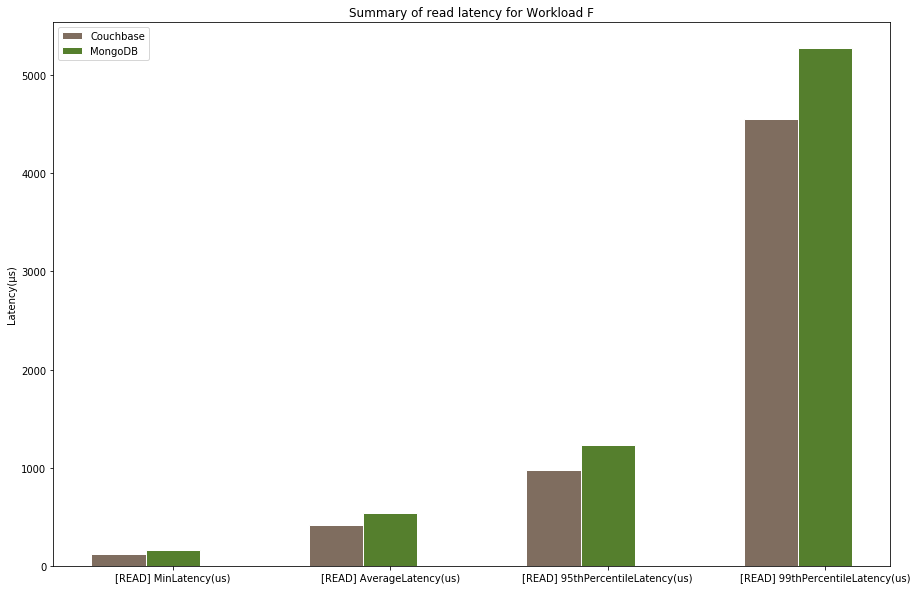 Summary of read latency for Workload F
Couchbase
MongoDB
Latency(µs)
5000
4000
3000
2000
1000
0
[READ] MinLatency(us)
[READ] AverageLatency(us)
[READ] 95thPercentileLatency(us)
[READ] 99thPercentileLatency(us)